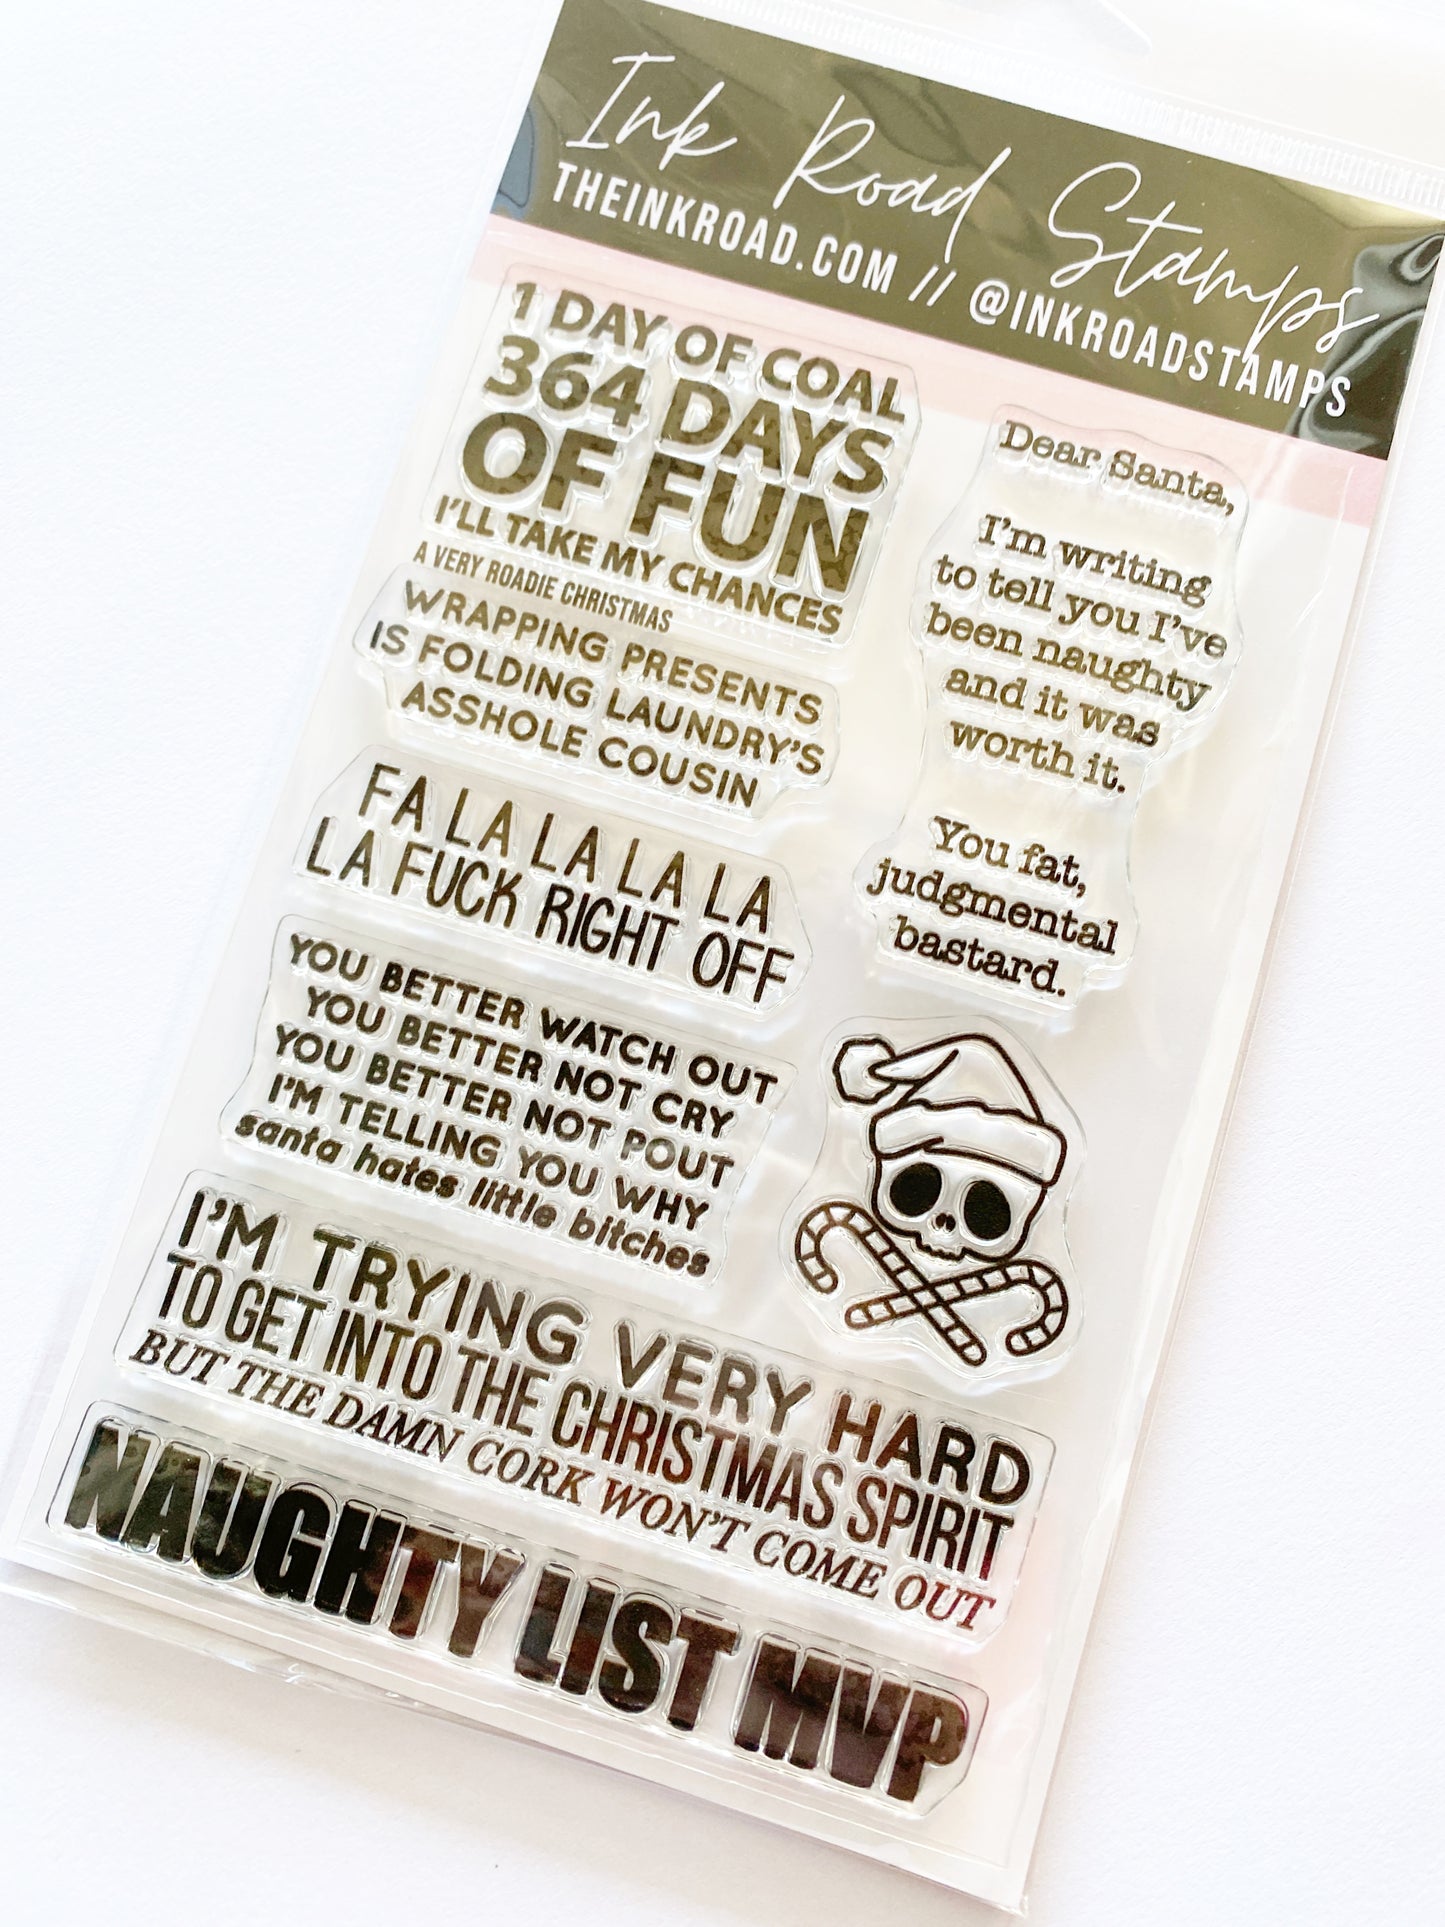 Ink Road Stamps
THEINKROAD.COM // @INKROADSTAMPS
1 DAY OF COAL
364 DAYS
OF FUN
I'LL TAKE MY CHANCES
A VERY ROADIE CHRISTMAS
WRAPPING PRESENTS
IS FOLDING LAUNDRY'S
ASSHOLE COUSIN
FA LA LA LA LA
LA FUCK RIGHT OFF
YOU BETTER WATCH OUT
YOU BETTER NOT CRY
YOU BETTER NOT POUT
I'M TELLING YOU WHY
santa hates little bitches
Dear Santa,
I'm writing
to tell you I've
been naughty
and it was
worth it.
You fat,
judgmental
bastard.
I'M TRYING VERY HARD
TO GET INTO THE CHRISTMAS SPIRIT
BUT THE DAMN CORK WON'T COME OUT
NAUGHTY LIST MVP